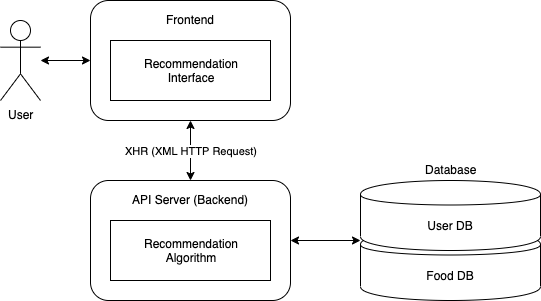 Frontend
Recommendation
Interface
User
XHR (XML HTTP Request)
Database
API Server (Backend)
Recommendation
Algorithm
User DB
Food DB